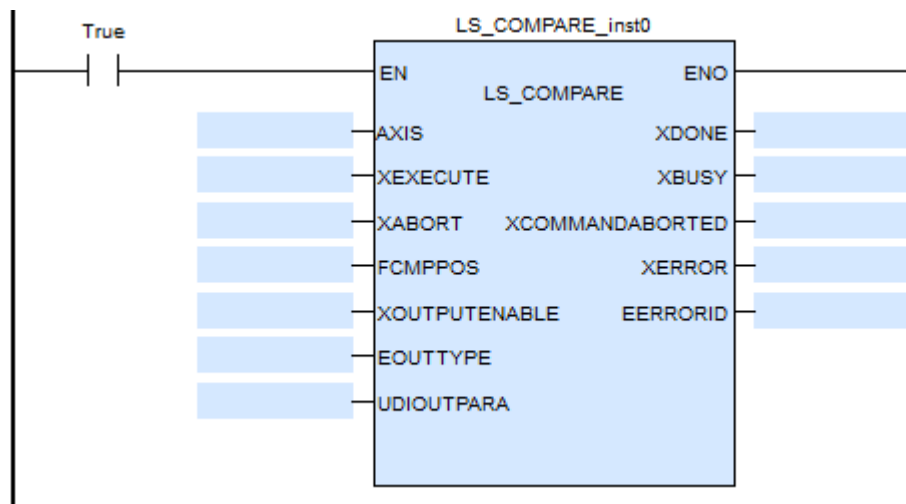 True
LS_COMPARE_inst0
EN ENO
LS_COMPARE
AXIS XDONE
XEXECUTE XBUSY
XABORT XCOMMANDABORTED
FCMPPOS XERROR
XOUTPUTENABLE EERRORID
EOUTTYPE
UDIOUTPARA